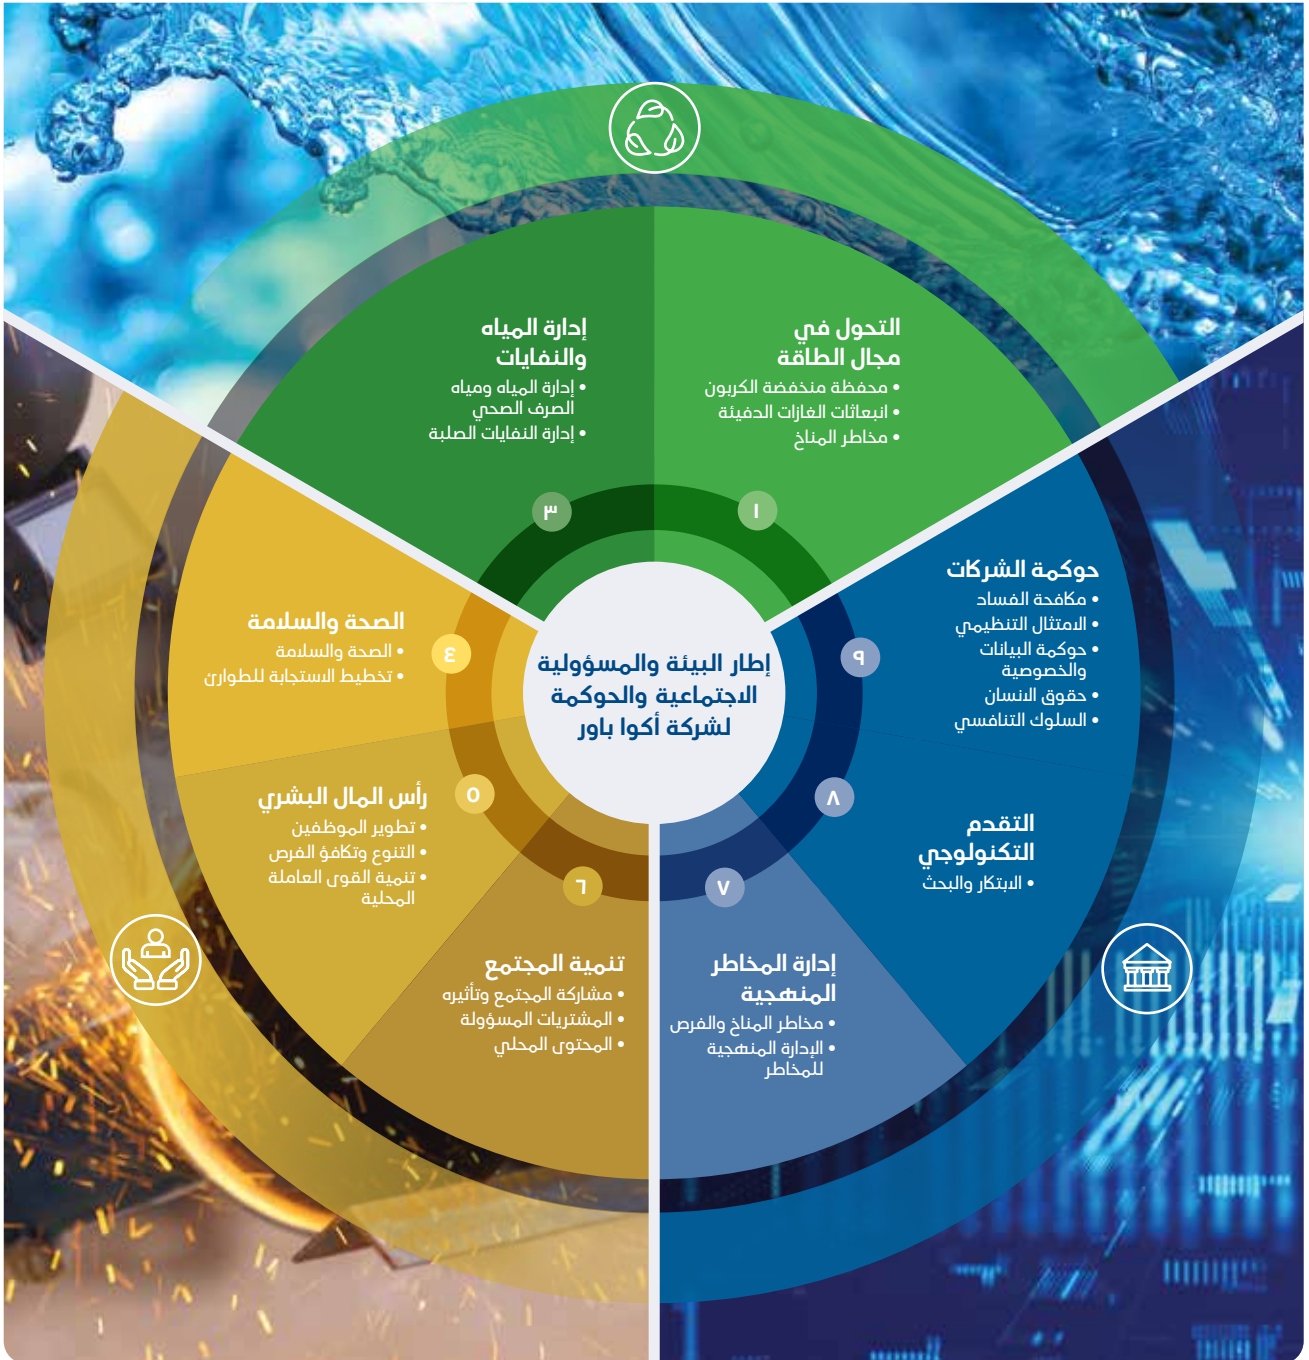 إطار البيئة والمسؤولية
الاجتماعية والحوكمة
لشركة أكوا باور
١
التحول في
مجال الطاقة
• محفظة منخفضة الكربون
• انبعاثات الغازات الدفيئة
• مخاطر المناخ
٣
إدارة المياه
والنفايات
• إدارة المياه ومياه
الصرف الصحي
• إدارة النفايات الصلبة
٤
الصحة والسلامة
• الصحة والسلامة
• تخطيط الاستجابة للطوارئ
٥
رأس المال البشري
• تطوير الموظفين
• التنوع وتكافؤ الفرص
• تنمية القوى العاملة
المحلية
٦
تنمية المجتمع
• مشاركة المجتمع وتأثيره
• المشتريات المسؤولة
• المحتوى المحلي
٧
إدارة المخاطر
المنهجية
• مخاطر المناخ والفرص
• الإدارة المنهجية
للمخاطر
٨
التقدم
التكنولوجي
• الابتكار والبحث
٩
حوكمة الشركات
• مكافحة الفساد
• الامتثال التنظيمي
• حوكمة البيانات
والخصوصية
• حقوق الانسان
• السلوك التنافسي